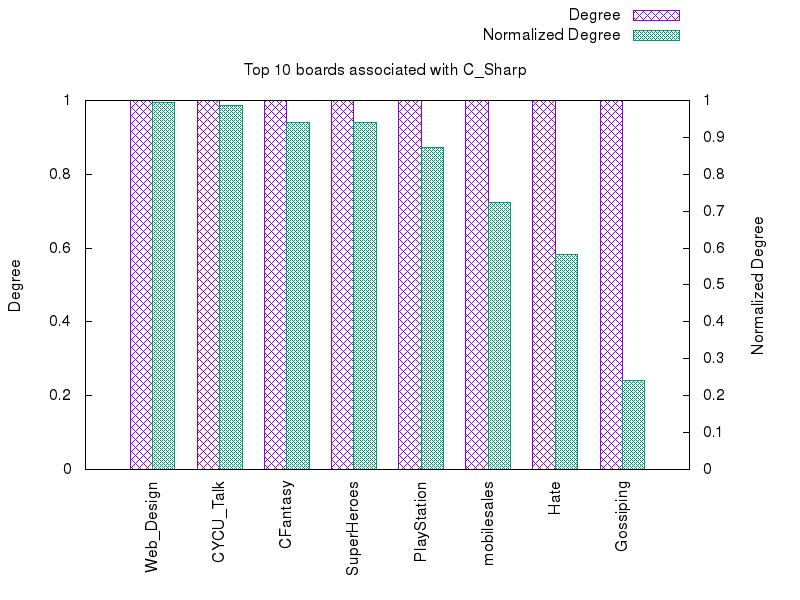 Degree
Normalized Degree
Top 10 boards associated with C_Sharp
1
0.8
0.6
0.4
0.2
0
Degree
1
0.9
0.8
0.7
0.6
0.5
0.4
0.3
0.2
0.1
0
Normalized Degree
Web_Design
CYCU_Talk
CFantasy
SuperHeroes
PlayStation
mobilesales
Hate
Gossiping